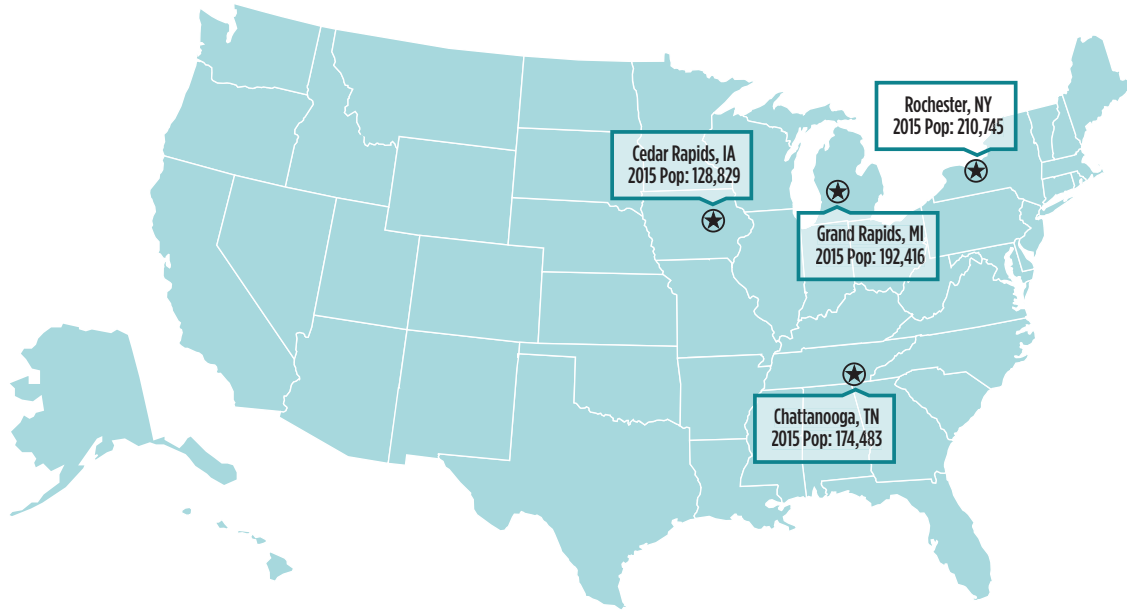 Rochester, NY
2015 Pop: 210,745
Cedar Rapids, IA
2015 Pop: 128,829
Grand Rapids, MI
2015 Pop: 192,416
Chattanooga, TN
2015 Pop: 174,483